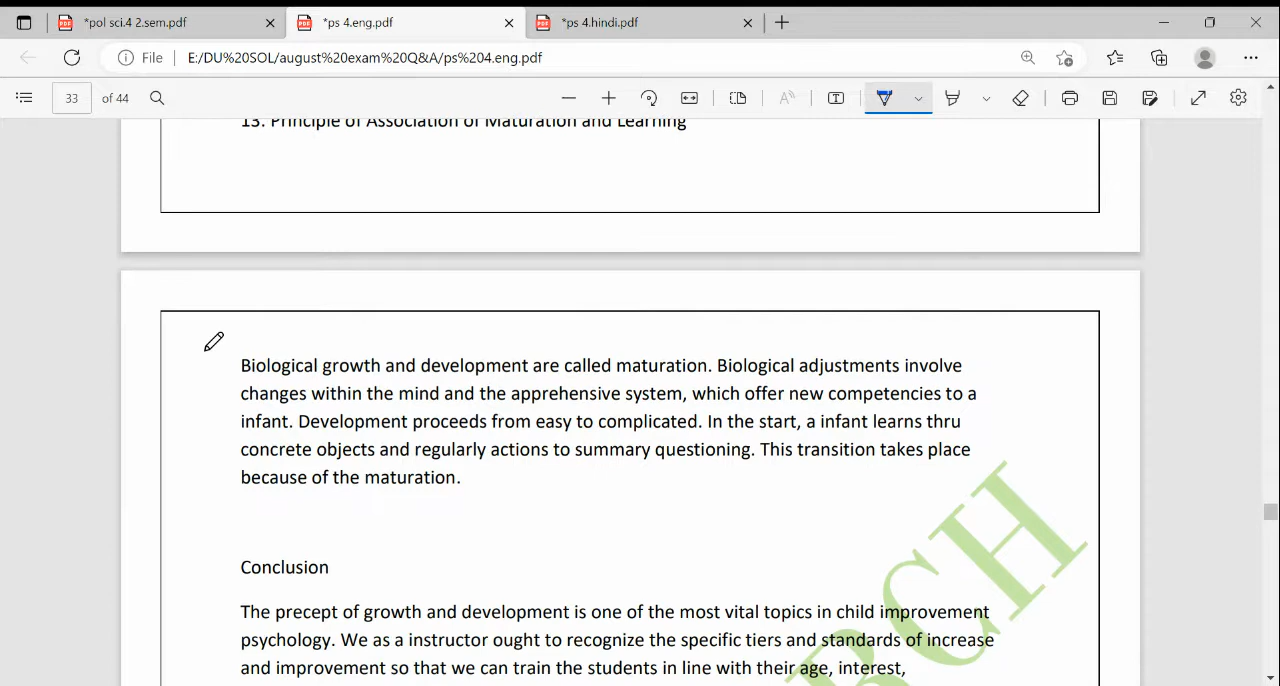 *pol sci.4 2.sem.pdf
*ps 4.eng.pdf
*ps 4.hindi.pdf
File
E:/DU%20SOL/august%20exam%20Q&A/ps%204.eng.pdf
33 of 44
13. Principle of Association of Maturation and Learning
Biological growth and development are called maturation. Biological adjustments involve
changes within the mind and the apprehensive system, which offer new competencies to a
infant. Development proceeds from easy to complicated. In the start, a infant learns thru
concrete objects and regularly actions to summary questioning. This transition takes place
because of the maturation.
Conclusion
The precept of growth and development is one of the most vital topics in child improvement
psychology. We as a instructor ought to recognize the specific tiers and standards of increase
and improvement so that we can train the students in line with their age, interest,